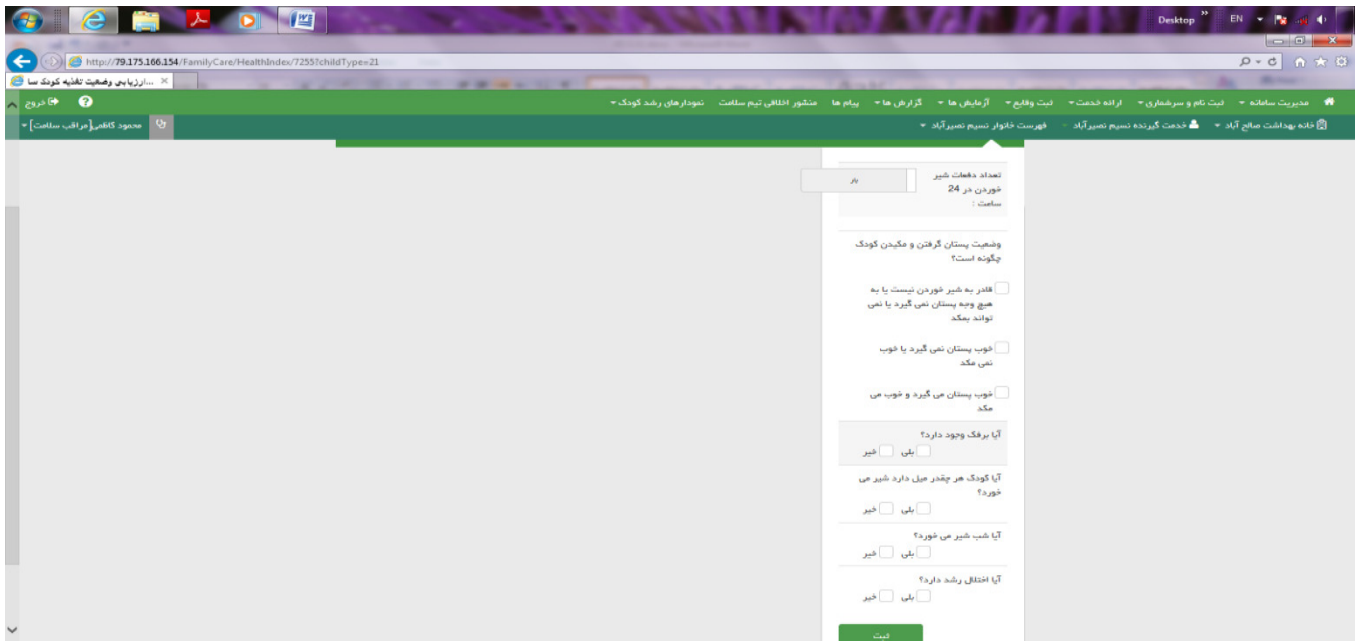 Desktop
EN
http://79.175.166.154/FamilyCare/HealthIndex/7255?childType=21
ارزیابی وضعیت تغذیه کودک سا...
مدیریت سامانه ثبت نام و سرشماری ارائه خدمت ثبت وقایع آزمایش ها گزارش ها پیام ها منشور اخلاقی تیم سلامت نمودارهای رشد کودک خروج
خانه بهداشت صالح آباد خدمت گیرنده نسیم نصیرآباد فهرست خانوار نسیم نصیرآباد محمود کاظمی[مراقب سلامت]
تعداد دفعات شیر
خوردن در 24
ساعت :
بار
وضعیت پستان گرفتن و مکیدن کودک
چگونه است؟
قادر به شیر خوردن نیست یا به
هیچ وجه پستان نمی گیرد یا نمی
تواند بمکد
خوب پستان نمی گیرد یا خوب
نمی مکد
خوب پستان می گیرد و خوب می
مکد
آیا برفک وجود دارد؟
بلی خیر
آیا کودک هر چقدر میل دارد شیر می
خورد؟
بلی خیر
آیا شب شیر می خورد؟
بلی خیر
آیا اختلال رشد دارد؟
بلی خیر
ثبت